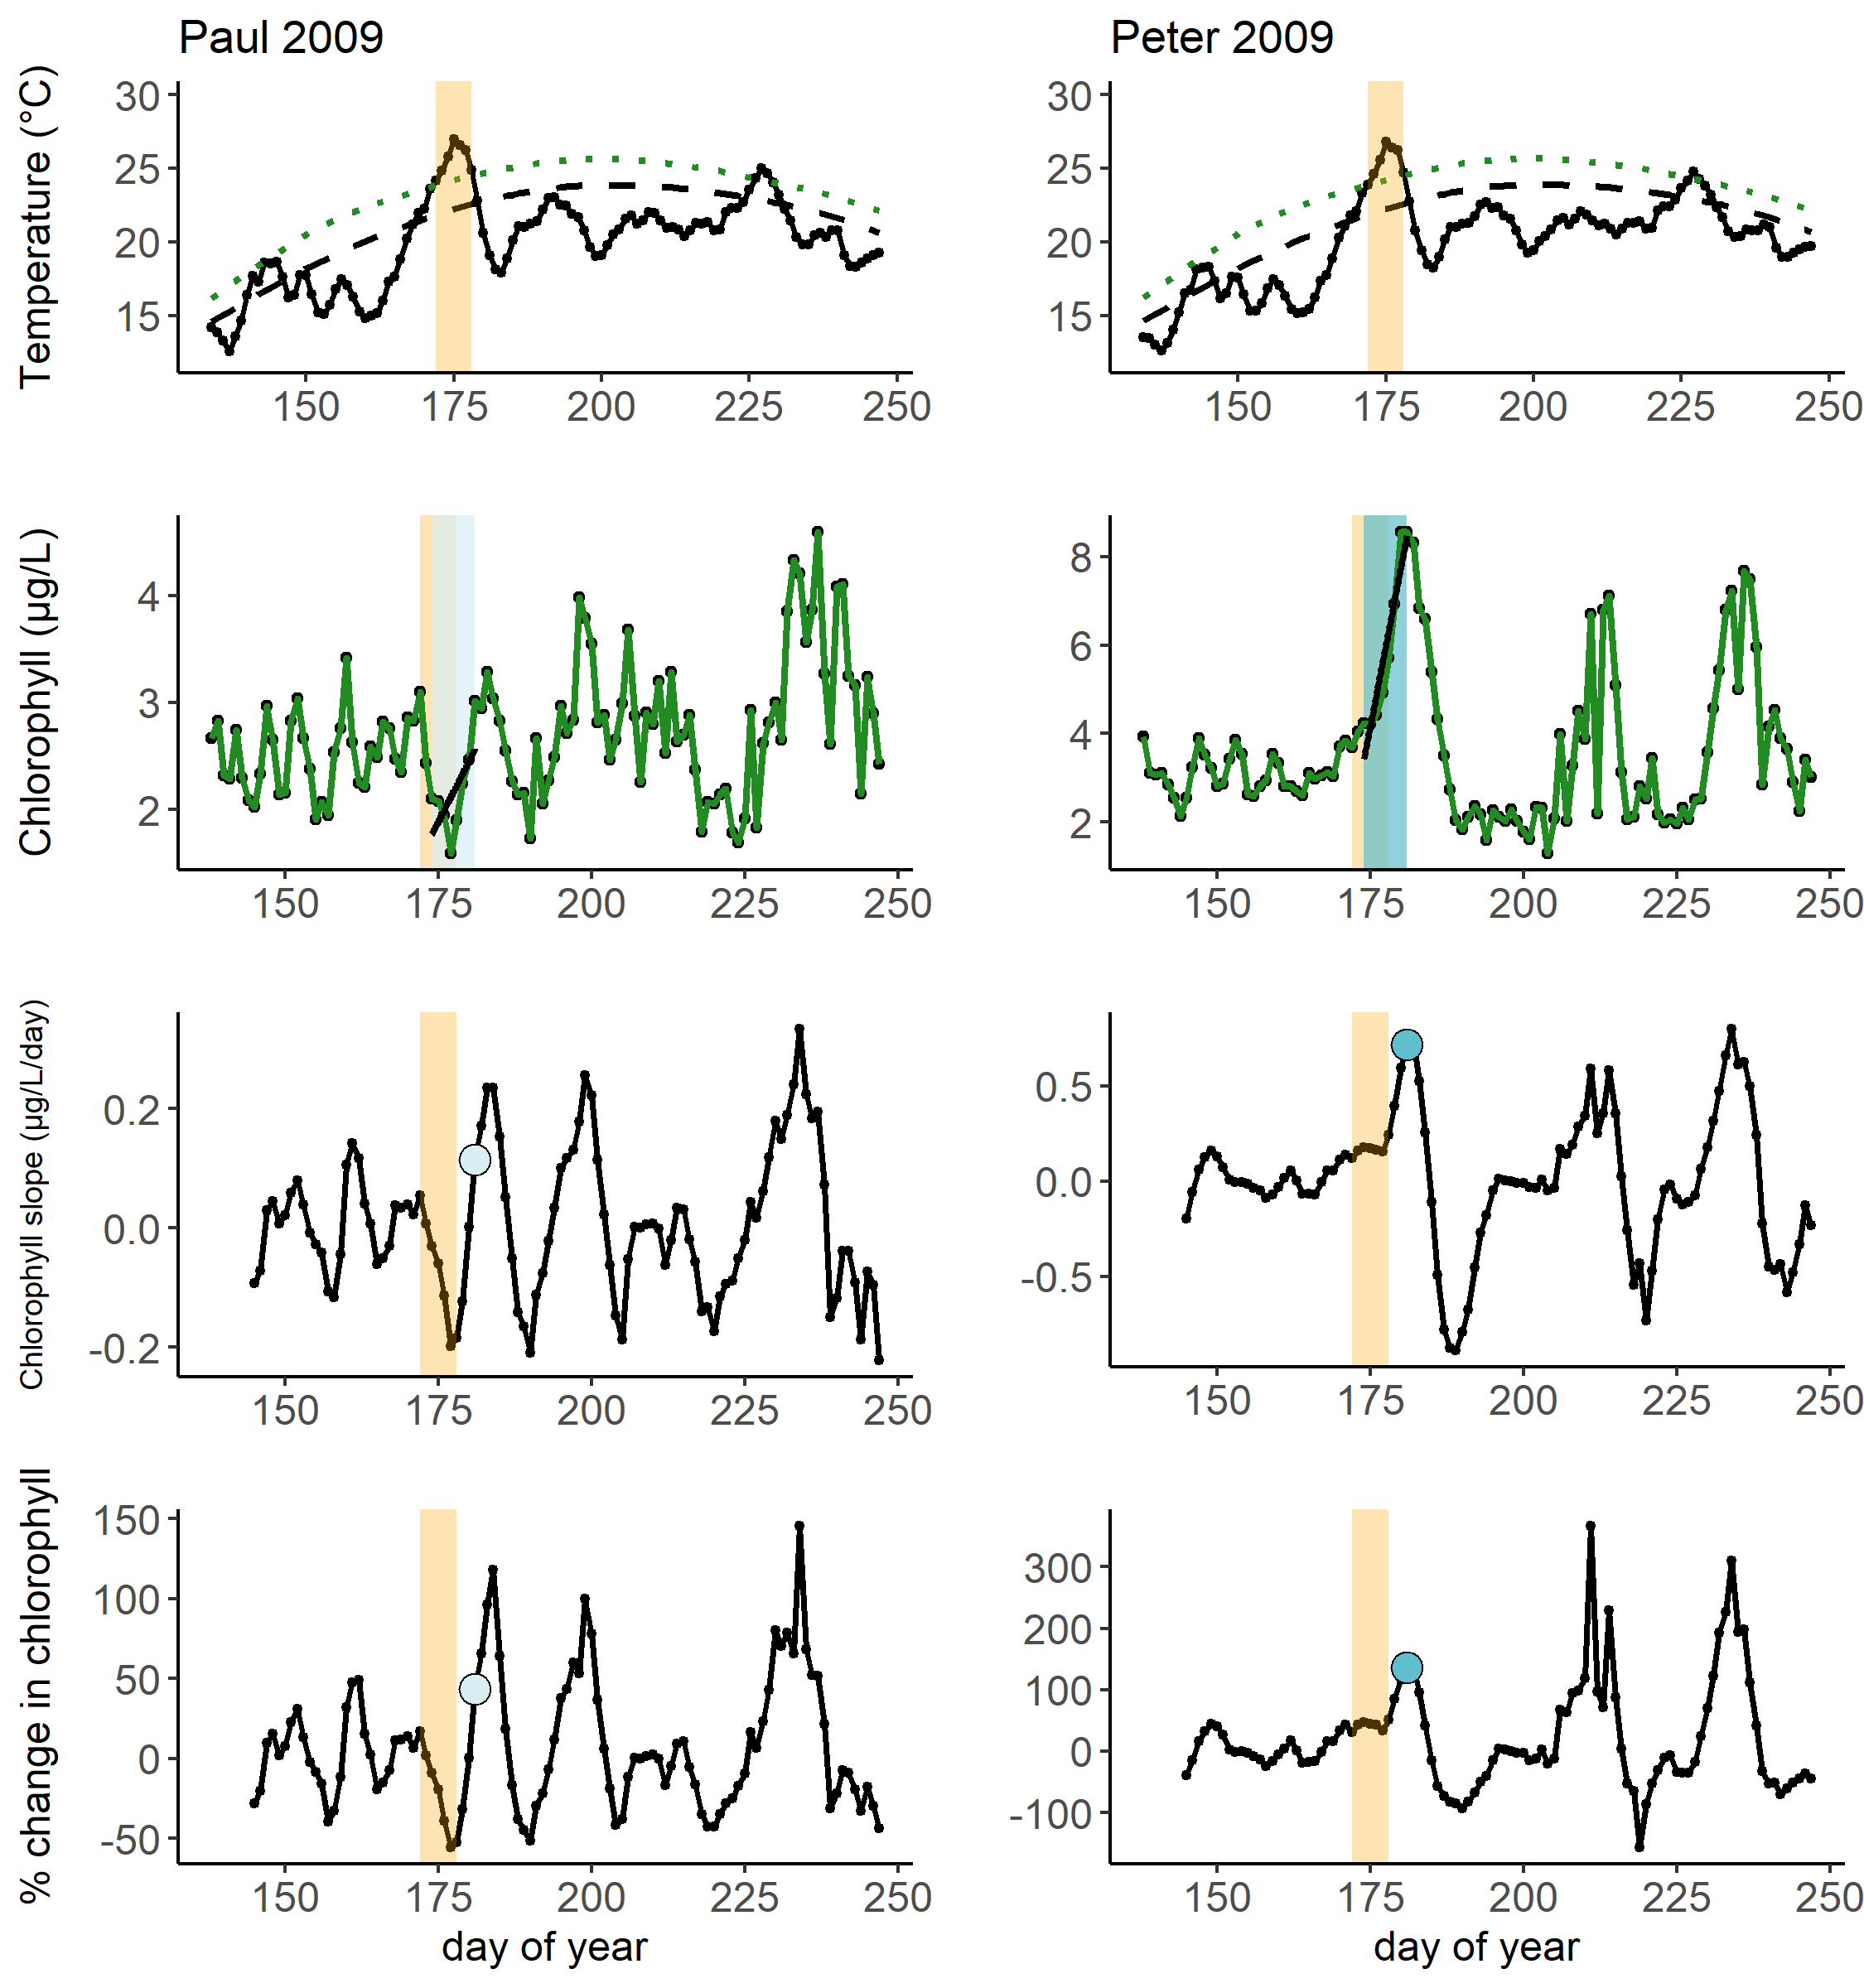 Paul 2009
Peter 2009
Temperature (°C)
30
25
20
15
150 175 200 225 250
30
25
20
15
150 175 200 225 250
Chlorophyll (µg/L)
4
3
2
150 175 200 225 250
8
6
4
2
150 175 200 225 250
Chlorophyll slope (µg/L/day)
0.2
0.0
-0.2
150 175 200 225 250
0.5
0.0
-0.5
150 175 200 225 250
% change in chlorophyll
150
100
50
0
-50
150 175 200 225 250
day of year
300
200
100
0
-100
150 175 200 225 250
day of year